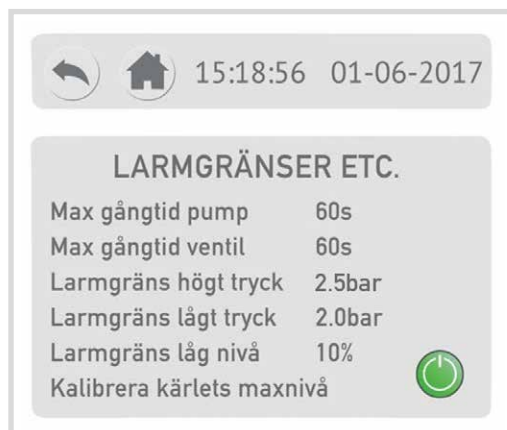 15:18:56 01-06-2017
LARMGRÄNSER ETC.
Max gångtid pump 60s
Max gångtid ventil 60s
Larmgräns högt tryck 2.5bar
Larmgräns lågt tryck 2.0bar
Larmgräns låg nivå 10%
Kalibrera kärlets maxnivå